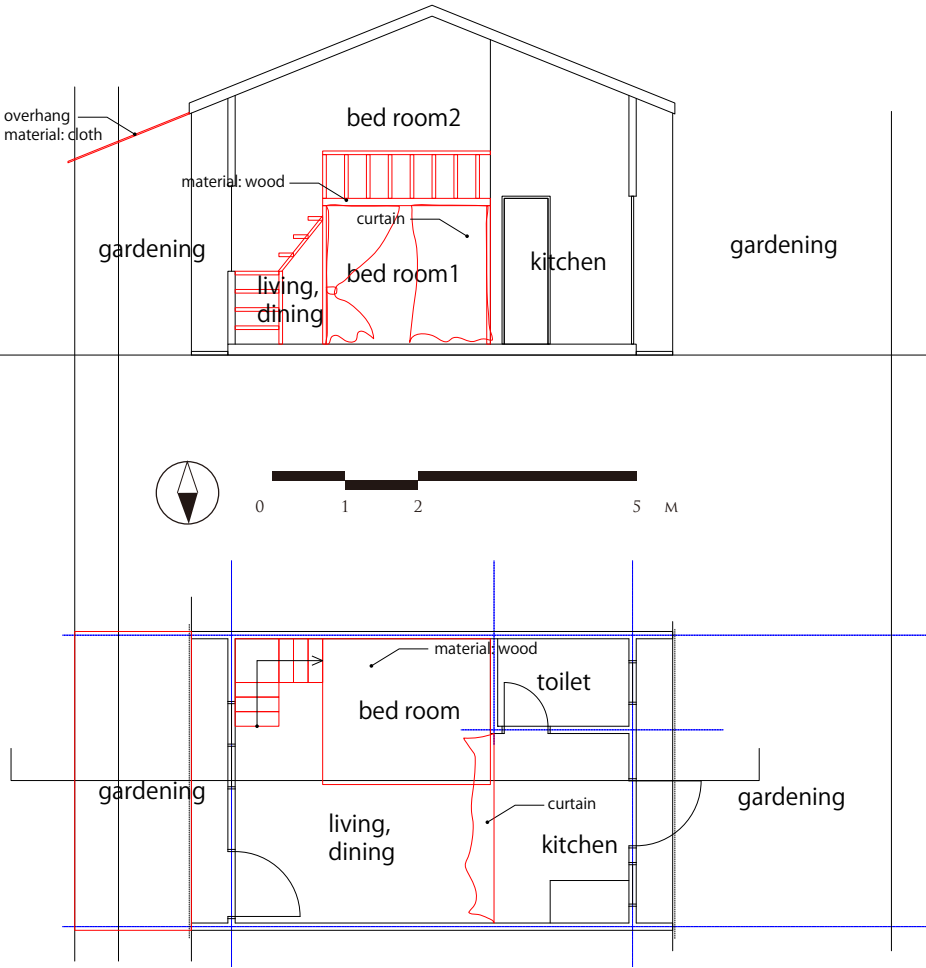 bed room2
overhang
material: cloth
material: wood
curtain
gardening
gardening
bed room1
kitchen
living,
dining
0 1 2 5 M
material: wood
toilet
bed room
gardening
gardening
curtain
living,
dining
kitchen